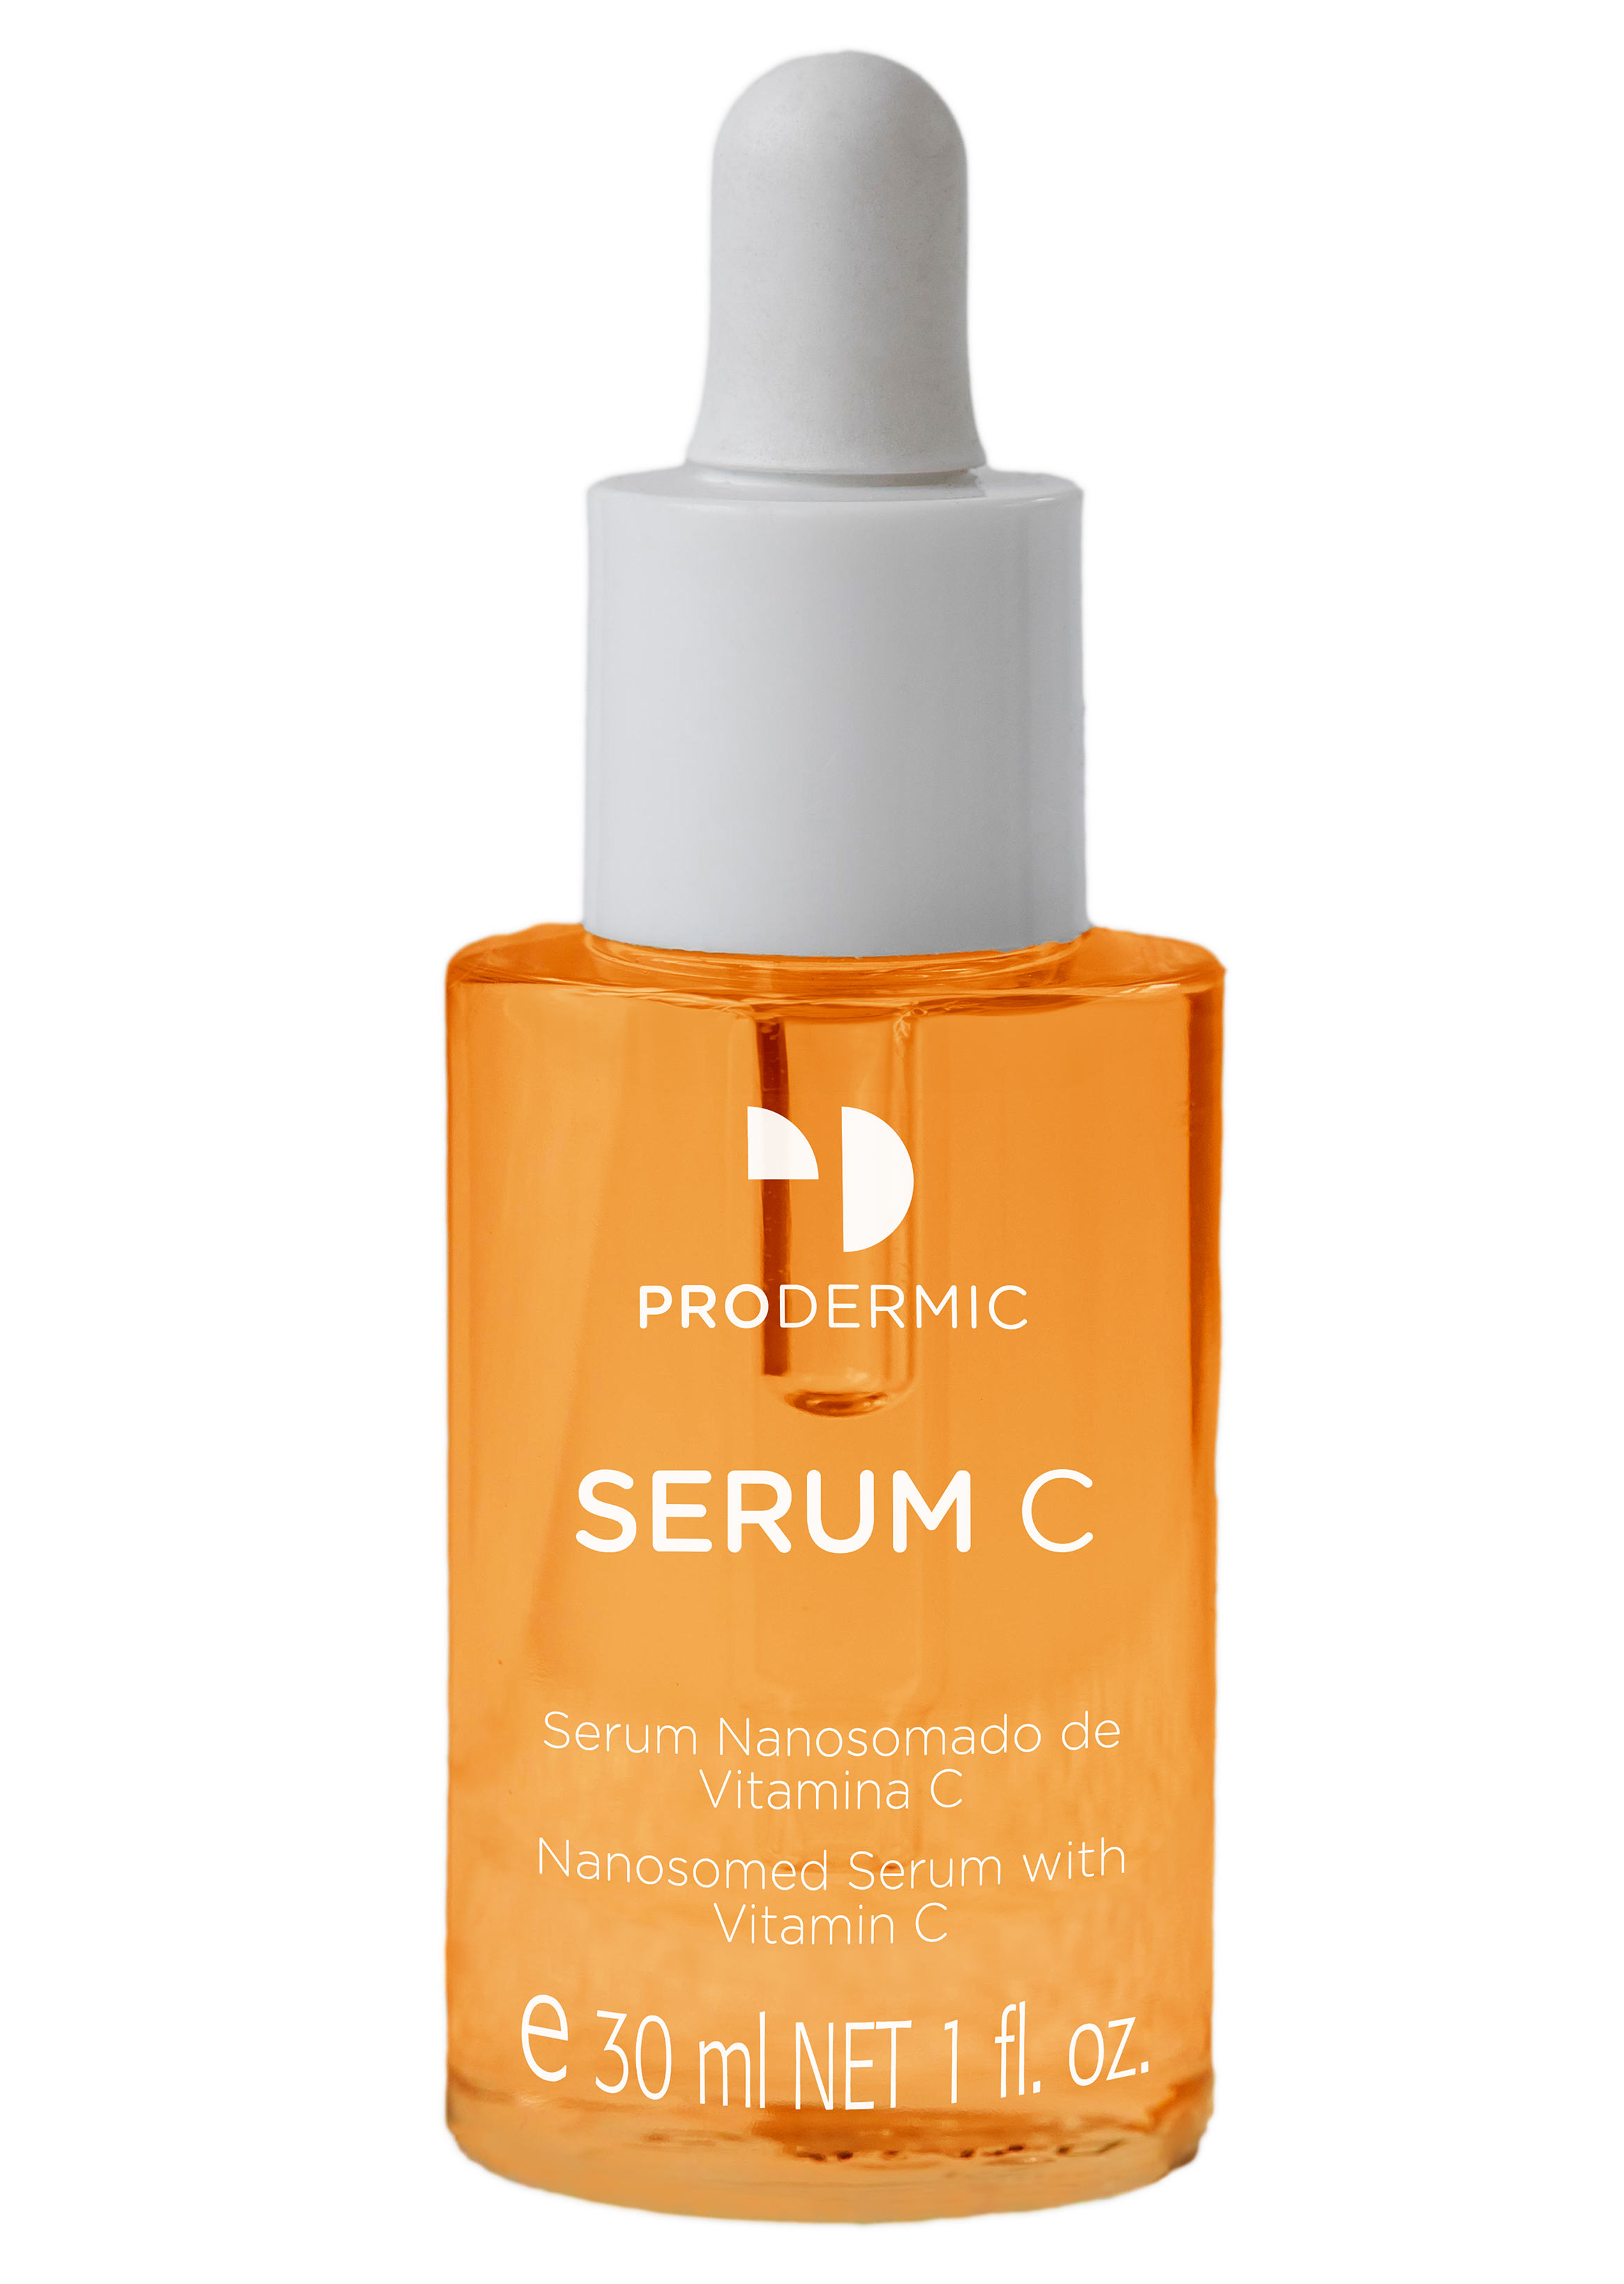 PRODERMIC
SERUM C
Serum Nanosomado de
Vitamina C
Nanosomed Serum with
Vitamin C
e 30 ml NET 1 fl. oz.